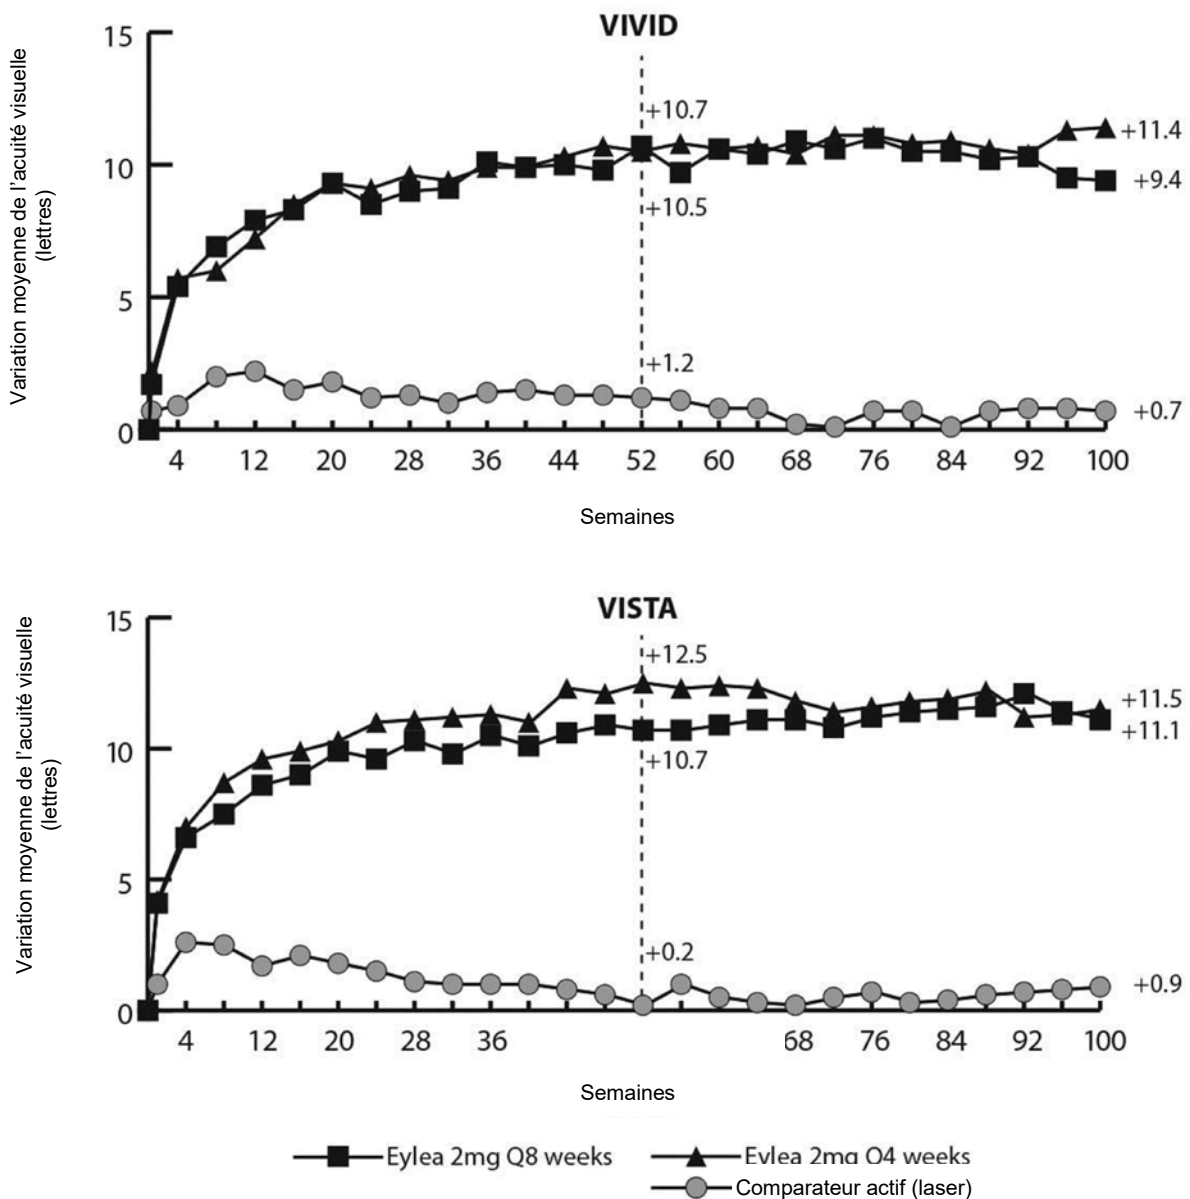 VIVID
Variation moyenne de l'acuité visuelle
(lettres)
15
10
5
0
+10.7
+10.5
+1.2
+11.4
+9.4
+0.7
4 12 20 28 36 44 52 60 68 76 84 92 100
Semaines
VISTA
Variation moyenne de l'acuité visuelle
(lettres)
15
10
5
0
+12.5
+10.7
+0.2
+11.5
+11.1
+0.9
4 12 20 28 36 68 76 84 92 100
Semaines
Eylea 2mg Q8 weeks Eylea 2mg Q4 weeks
Comparateur actif (laser)